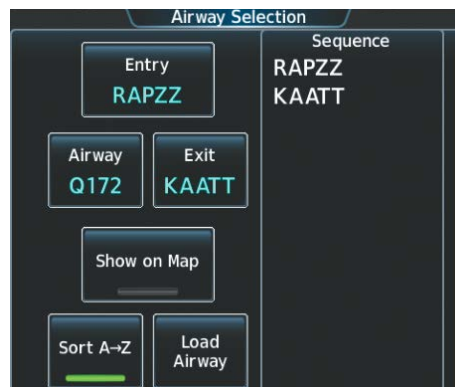 Airway Selection
Entry
RAPZZ
Airway
Q172
Exit
KAATT
Show on Map
Sort A→Z
Load
Airway
Sequence
RAPZZ
KAATT